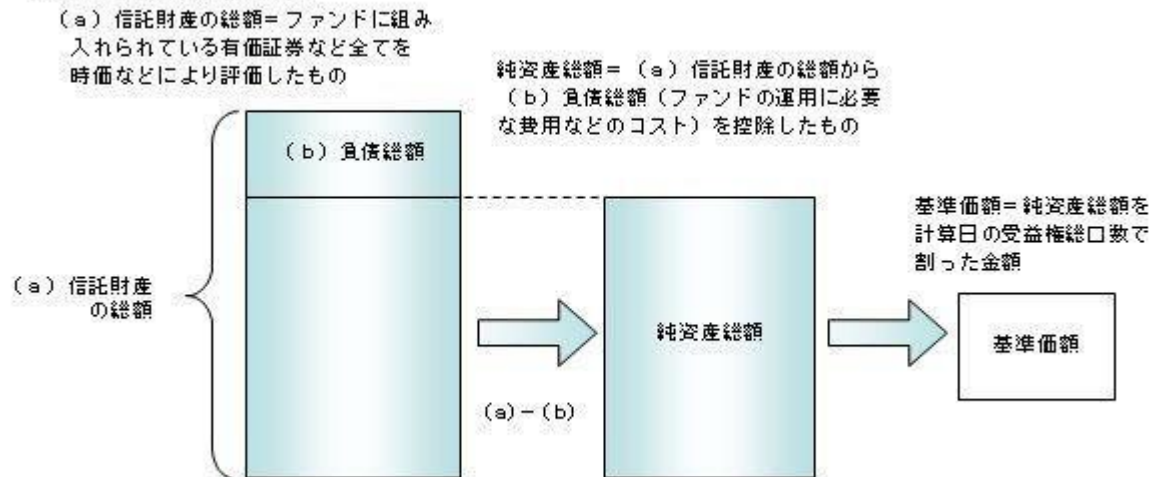 （a）信託財産の総額＝ファンドに組み
入れられている有価証券など全てを
時価などにより評価したもの
純資産総額＝（a）信託財産の総額から
（b）負債総額（ファンドの運用に必要
な費用などのコスト）を控除したもの
（b）負債総額
基準価額＝純資産総額を
計算日の受益権総口数で
割った金額
（a）信託財産
の総額
純資産総額
基準価額
（a）－（b）